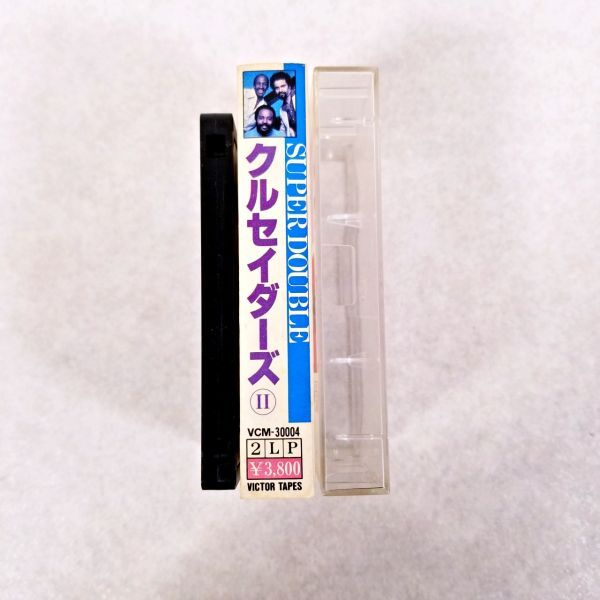 SUPER DOUBLE
クルセイダーズ
II
VCM-30004
2LP
¥3,800
VICTOR TAPES